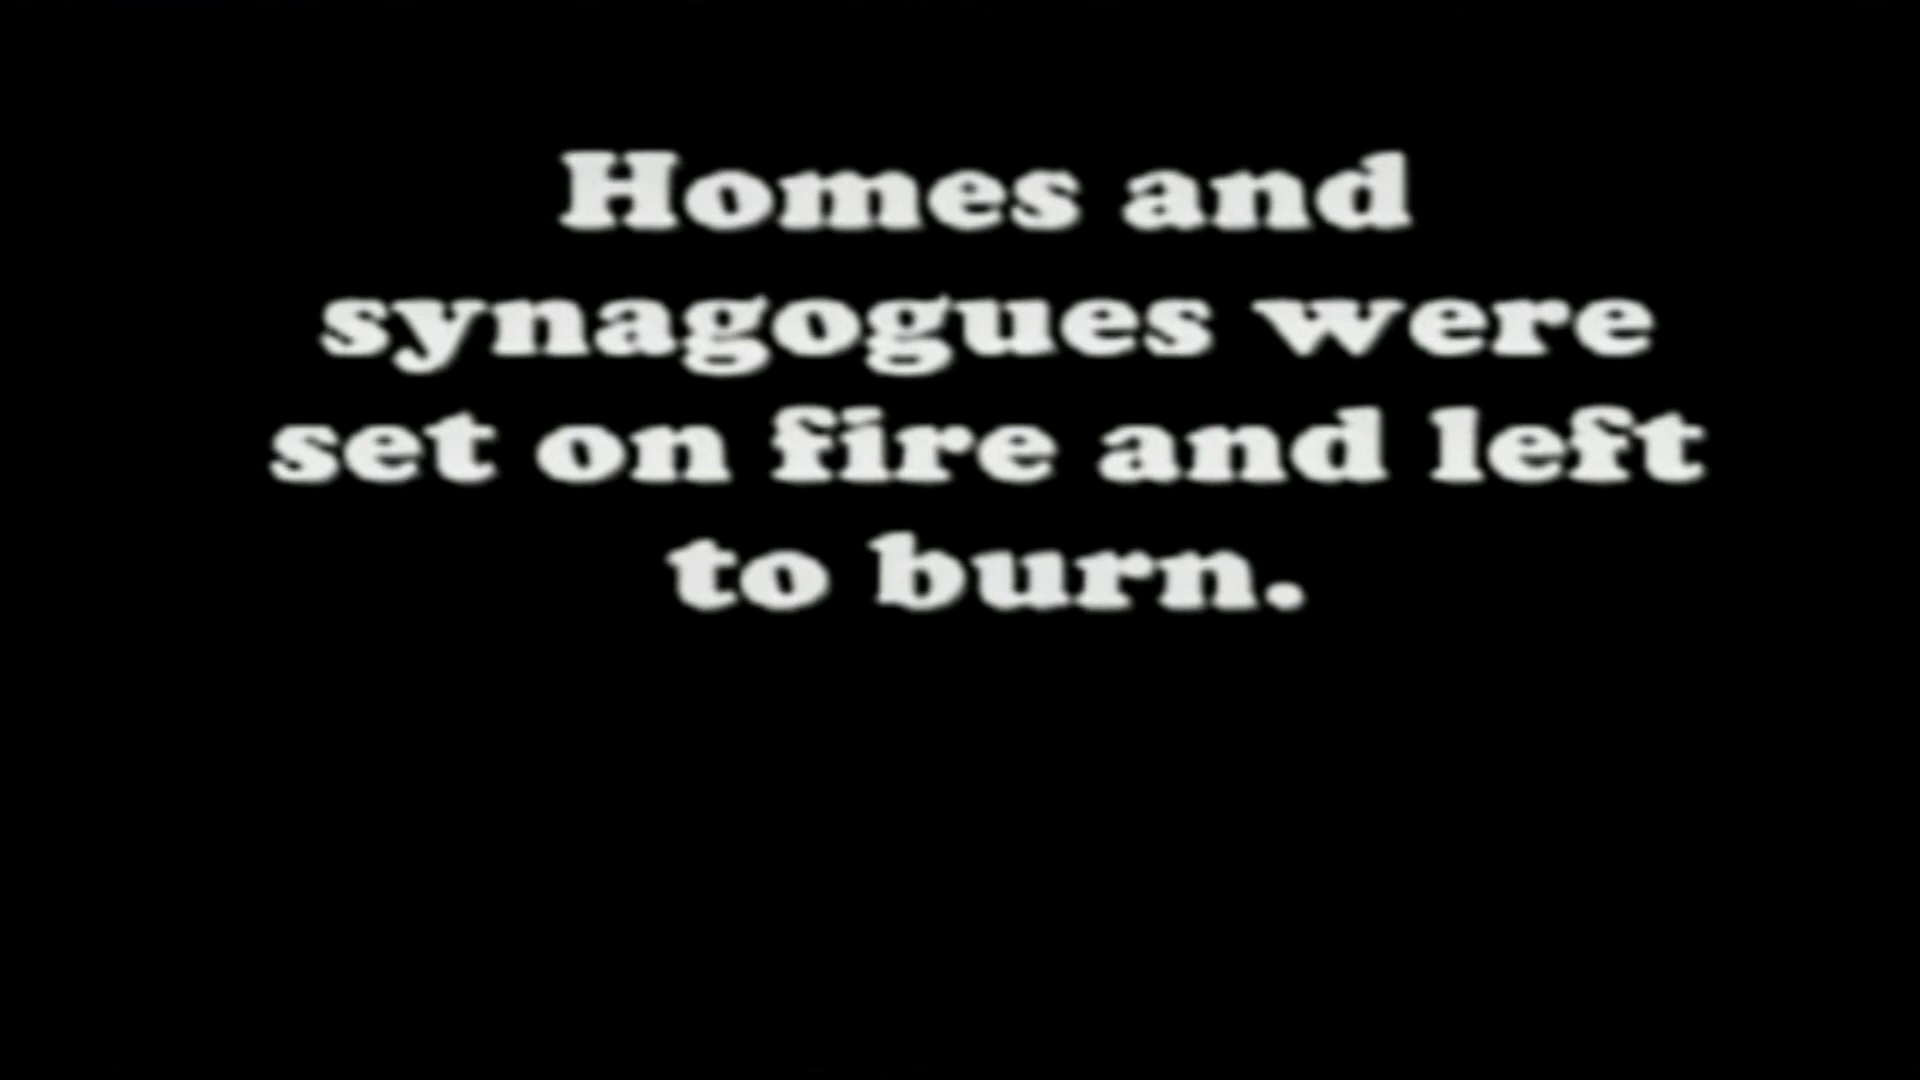 Homes and
synagogues were
set on fire and left
to burn.